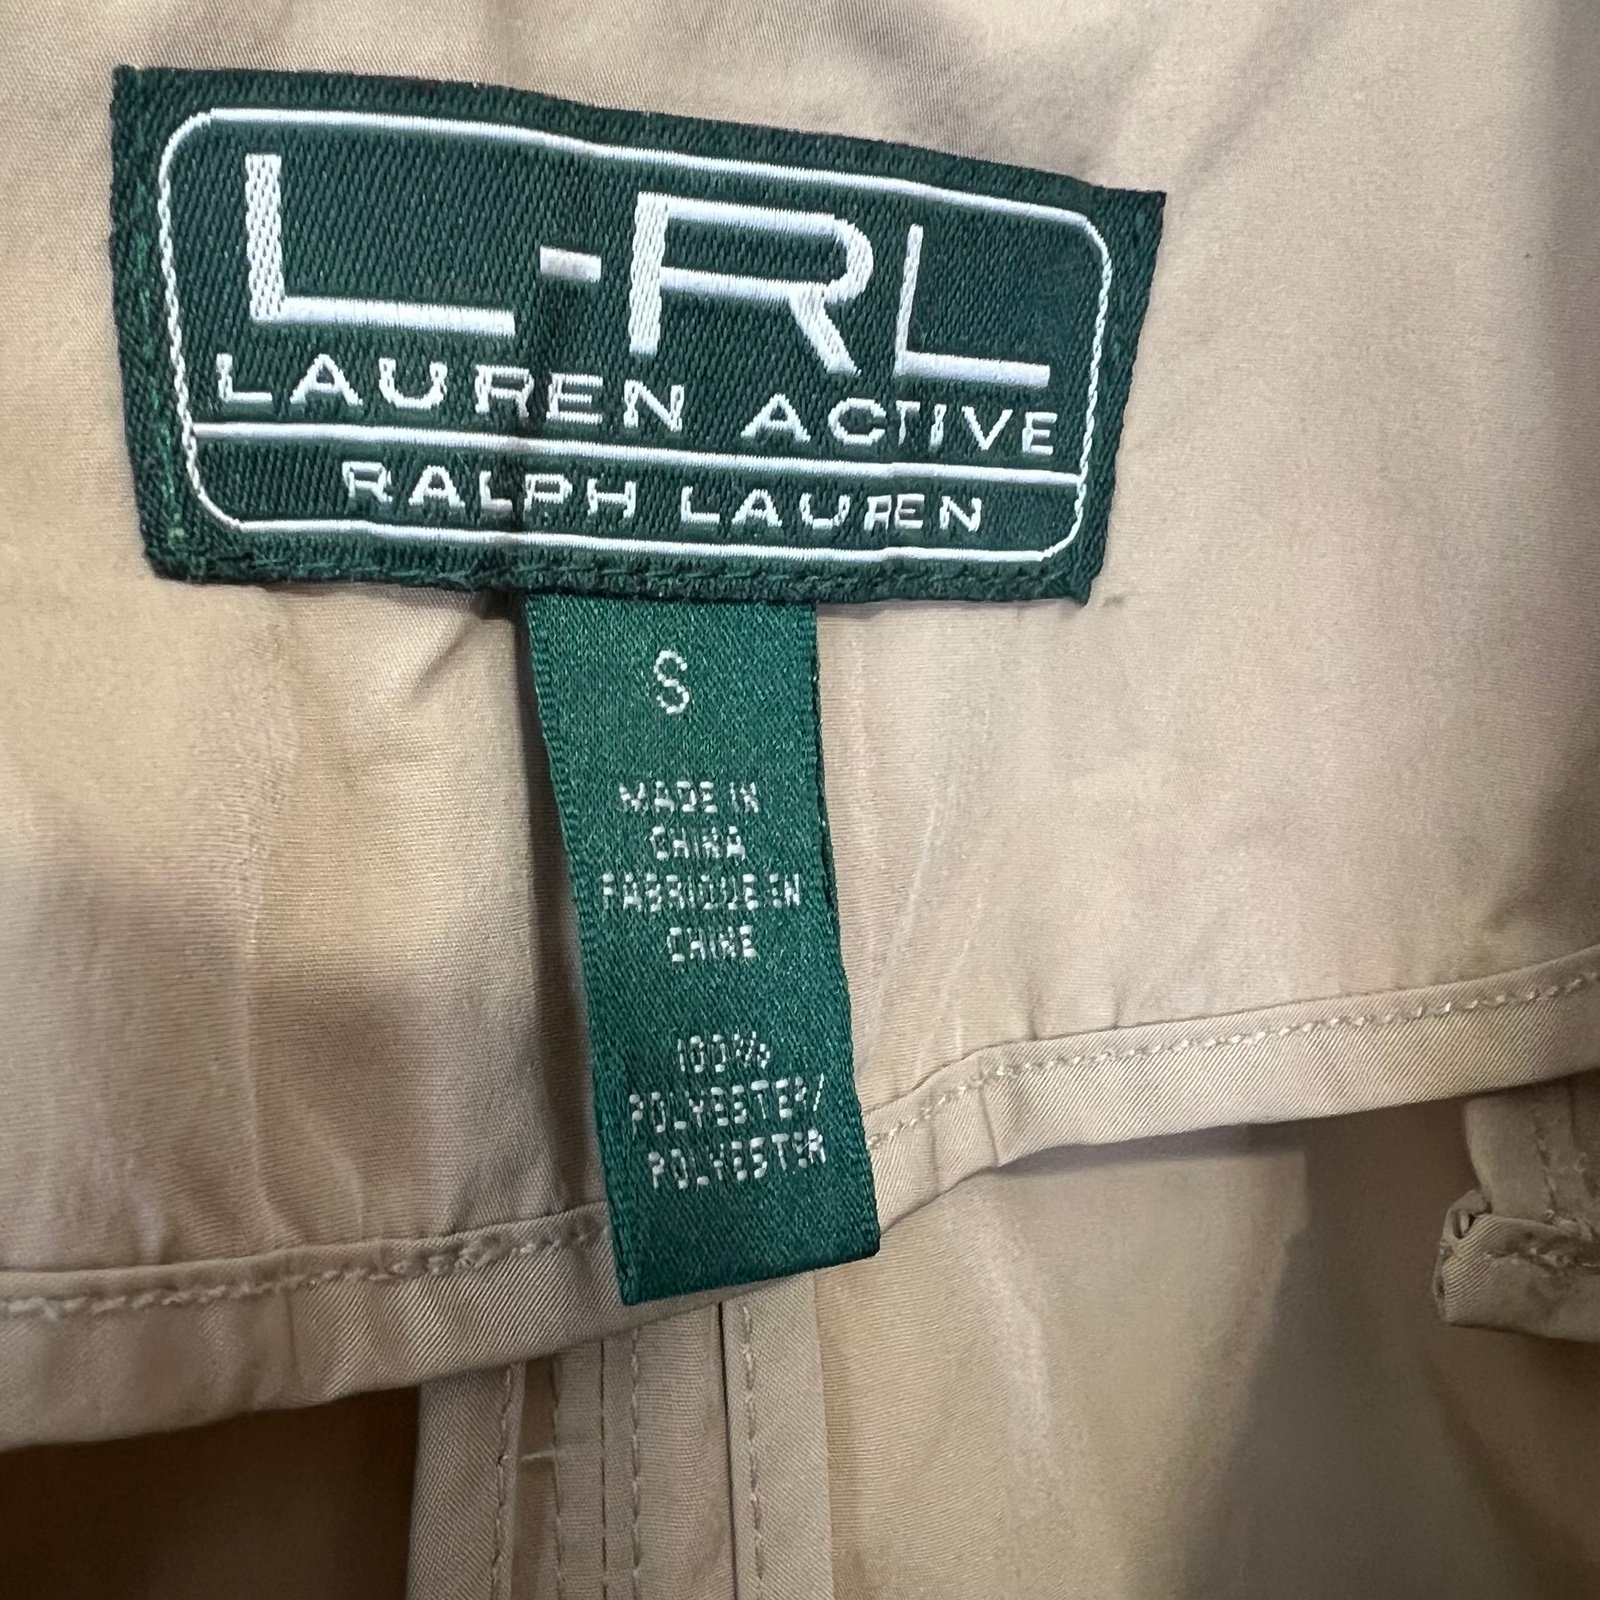 L-RL
LAUREN ACTIVE
RALPH LAUREN
S
MADE IN
CHINA
FABRIQUE EN
CHINE
100%
POLYESTER/
POLYESTER